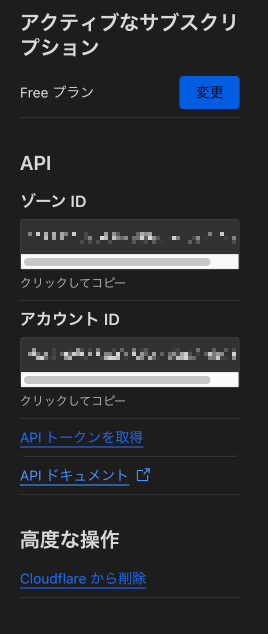 アクティブなサブスクリ
プション
Free プラン
変更
API
ゾーン ID
クリックしてコピー
アカウント ID
クリックしてコピー
API トークンを取得
API ドキュメント
高度な操作
Cloudflare から削除